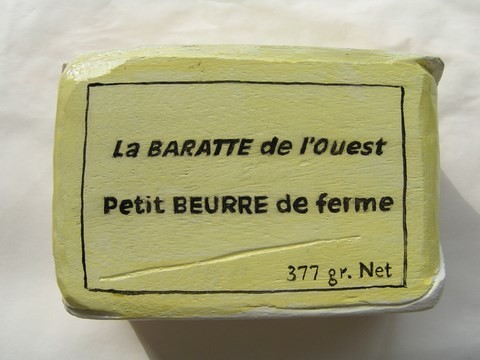 La BARATTE de l'Ouest
Petit BEURRE de ferme
377 gr. Net